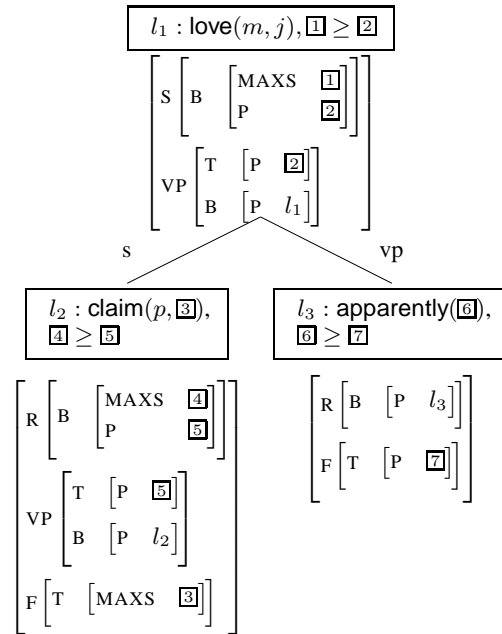 l₁ : love(m, j), 1 ≥ 2
S B MAXS 1
P 2
VP T P 2
B P l₁
s vp
l₂ : claim(p, 3),
4 ≥ 5
l₃ : apparently(6),
6 ≥ 7
R B MAXS 4
P 5
VP T P 5
B P l₂
F T MAXS 3
R B P l₃
F T P 7